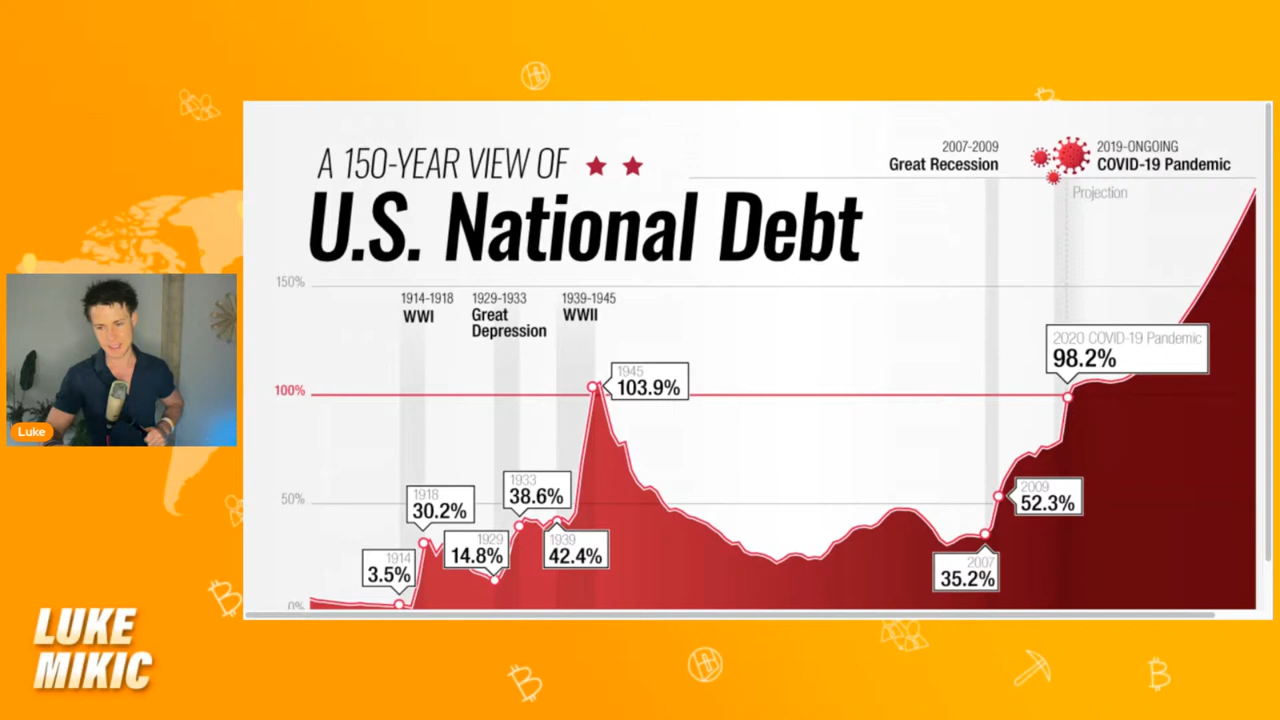 A 150-YEAR VIEW OF
U.S. National Debt
2007-2009
Great Recession
2019-ONGOING
COVID-19 Pandemic
Projection
150%
1914-1918
WWI
1929-1933
Great
Depression
1939-1945
WWII
2020 COVID-19 Pandemic
98.2%
1945
103.9%
100%
50%
1933
38.6%
1918
30.2%
2009
52.3%
1929
14.8%
1939
42.4%
1914
3.5%
2007
35.2%
0%
Luke
LUKE
MIKIC